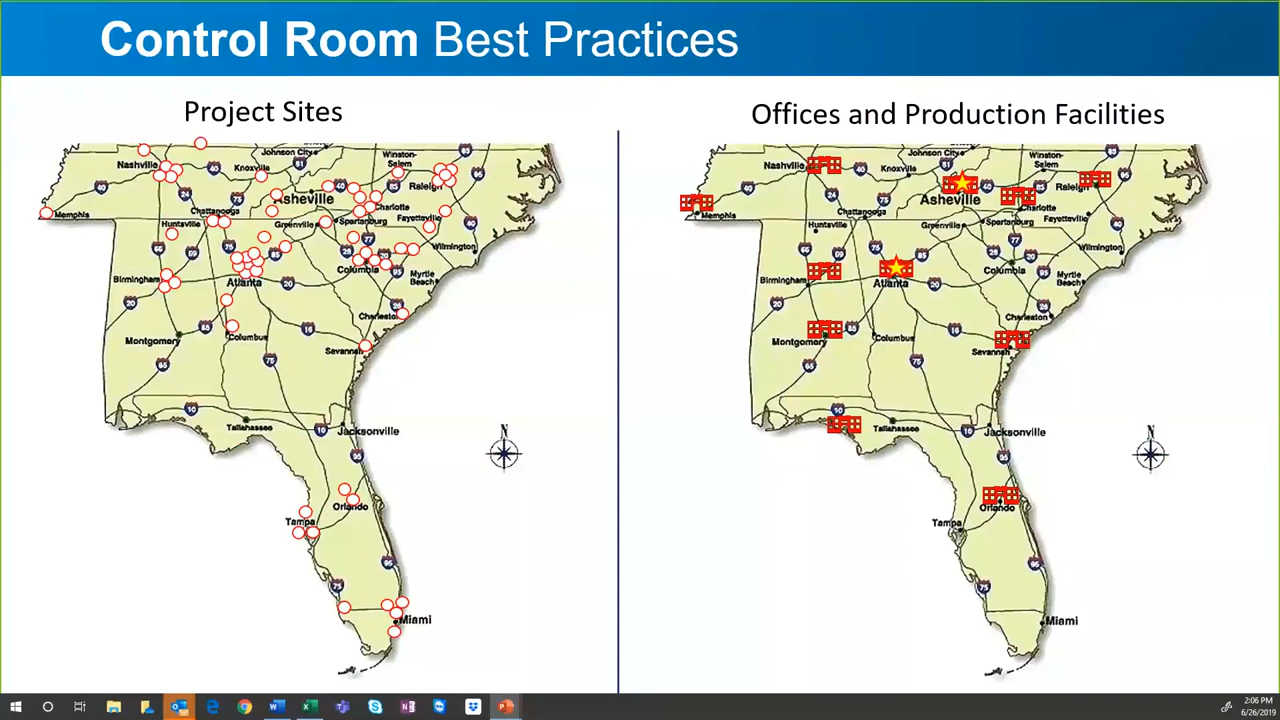 Control Room Best Practices
Project Sites
Offices and Production Facilities
Johnson City
Winston-Salem
Nashville
Knoxville
Raleigh
Asheville
Memphis
Chattanooga
Charlotte
Fayetteville
Huntsville
Greenville
Spartanburg
Wilmington
Birmingham
Atlanta
Columbia
Myrtle Beach
Charleston
Montgomery
Columbus
Savannah
Tallahassee
Jacksonville
N
Orlando
Tampa
Miami
Johnson City
Winston-Salem
Nashville
Knoxville
Raleigh
Asheville
Memphis
Chattanooga
Charlotte
Fayetteville
Huntsville
Greenville
Spartanburg
Wilmington
Birmingham
Atlanta
Columbia
Myrtle Beach
Charleston
Montgomery
Columbus
Savannah
Tallahassee
Jacksonville
N
Orlando
Tampa
Miami
2:06 PM
6/26/2019